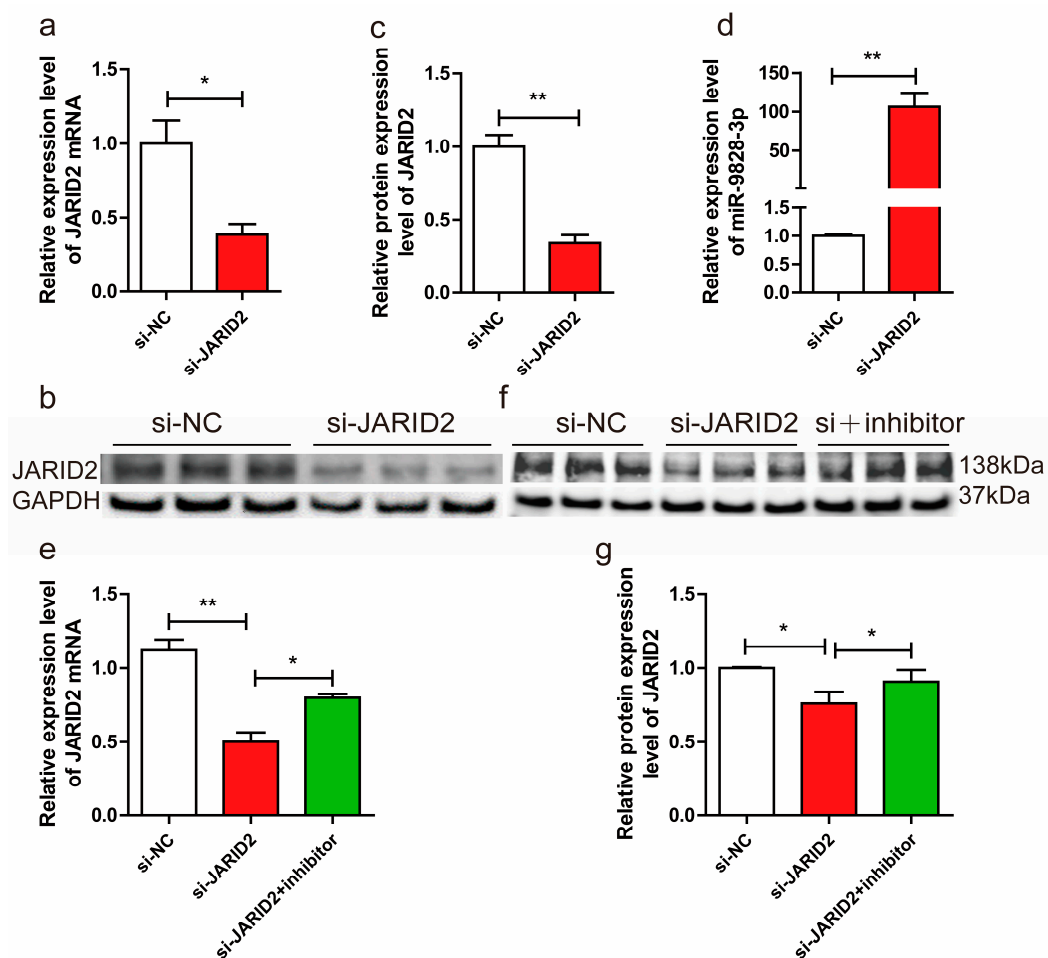 a
Relative expression level
of JARID2 mRNA
1.5
1.0
0.5
0.0
*
si-NC
si-JARID2
c
Relative protein expression
level of JARID2
1.5
1.0
0.5
0.0
**
si-NC
si-JARID2
d
Relative expression level
of miR-9828-3p
150
100
50
1.5
1.0
0.5
0.0
**
si-NC
si-JARID2
b
si-NC
si-JARID2
JARID2
GAPDH
f
si-NC
si-JARID2
si+inhibitor
138kDa
37kDa
e
Relative expression level
of JARID2 mRNA
1.5
1.0
0.5
0.0
**
*
si-NC
si-JARID2
si-JARID2+inhibitor
g
Relative protein expression
level of JARID2
1.5
1.0
0.5
0.0
*
*
si-NC
si-JARID2
si-JARID2+inhibitor